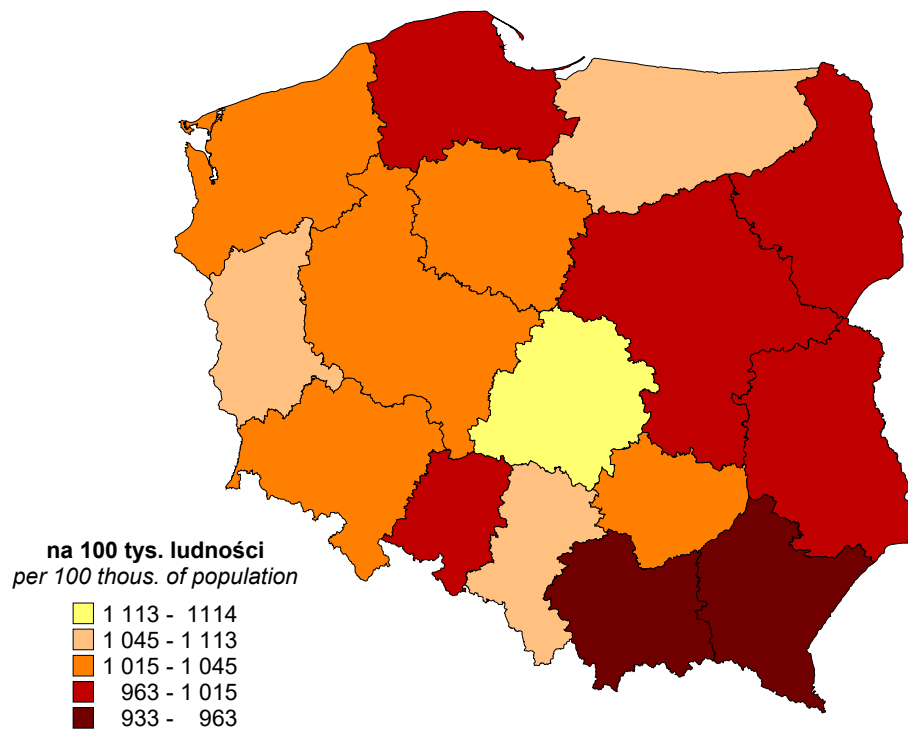 na 100 tys. ludności
per 100 thous. of population
1 113 - 1114
1 045 - 1 113
1 015 - 1 045
963 - 1 015
933 - 963